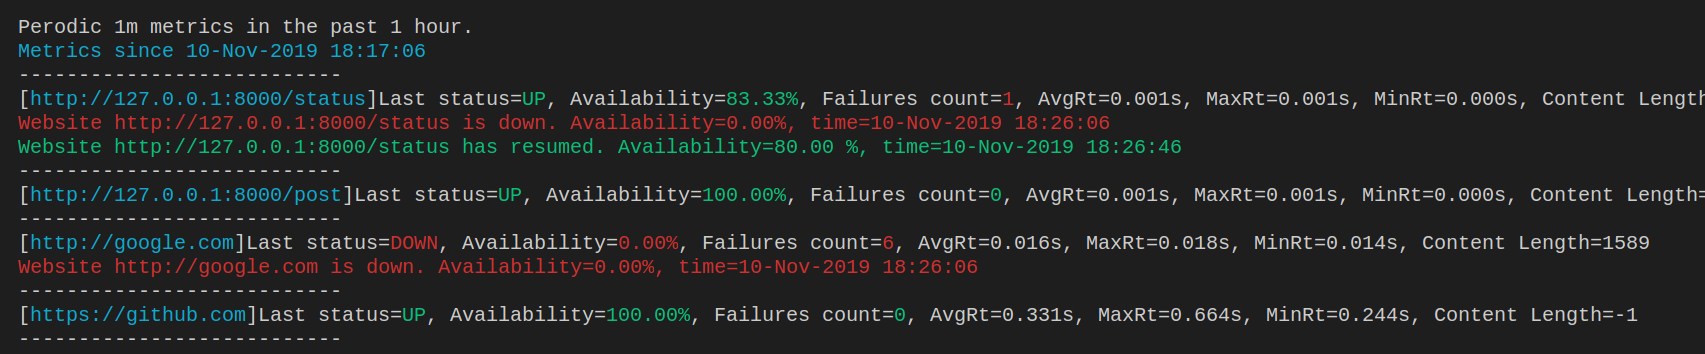 Perodic 1m metrics in the past 1 hour.
Metrics since 10-Nov-2019 18:17:06
---------------------------
[http://127.0.0.1:8000/status]Last status=UP, Availability=83.33%, Failures count=1, AvgRt=0.001s, MaxRt=0.001s, MinRt=0.000s, Content Length
Website http://127.0.0.1:8000/status is down. Availability=0.00%, time=10-Nov-2019 18:26:06
Website http://127.0.0.1:8000/status has resumed. Availability=80.00 %, time=10-Nov-2019 18:26:46
---------------------------
[http://127.0.0.1:8000/post]Last status=UP, Availability=100.00%, Failures count=0, AvgRt=0.001s, MaxRt=0.001s, MinRt=0.000s, Content Length=
---------------------------
[http://google.com]Last status=DOWN, Availability=0.00%, Failures count=6, AvgRt=0.016s, MaxRt=0.018s, MinRt=0.014s, Content Length=1589
Website http://google.com is down. Availability=0.00%, time=10-Nov-2019 18:26:06
---------------------------
[https://github.com]Last status=UP, Availability=100.00%, Failures count=0, AvgRt=0.331s, MaxRt=0.664s, MinRt=0.244s, Content Length=-1
---------------------------